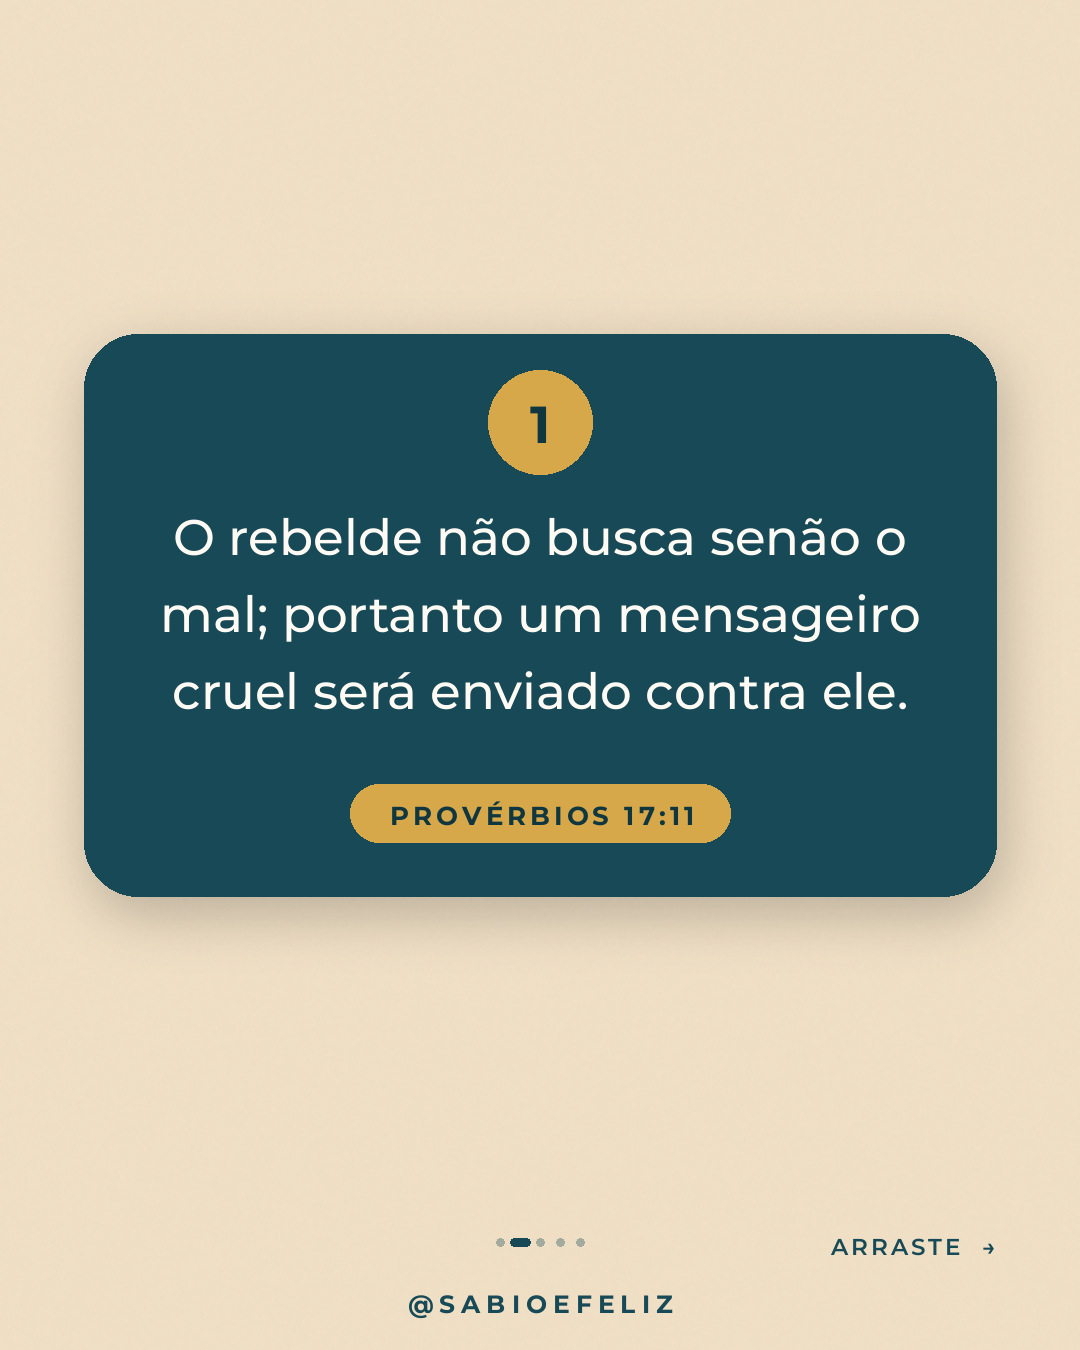 1
O rebelde não busca senão o
mal; portanto um mensageiro
cruel será enviado contra ele.
PROVÉRBIOS 17:11
ARRASTE →
@SABIOEFELIZ